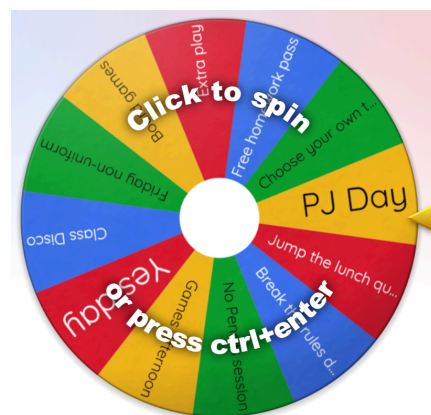 Click to spin
or press ctrl+enter
Extra play
Free homework pass
Choose your own t...
PJ Day
Jump the lunch qu...
Break the rules d...
No Pen session
Games afternoon
Yesday
Class Disco
Friday non-uniform
Board games